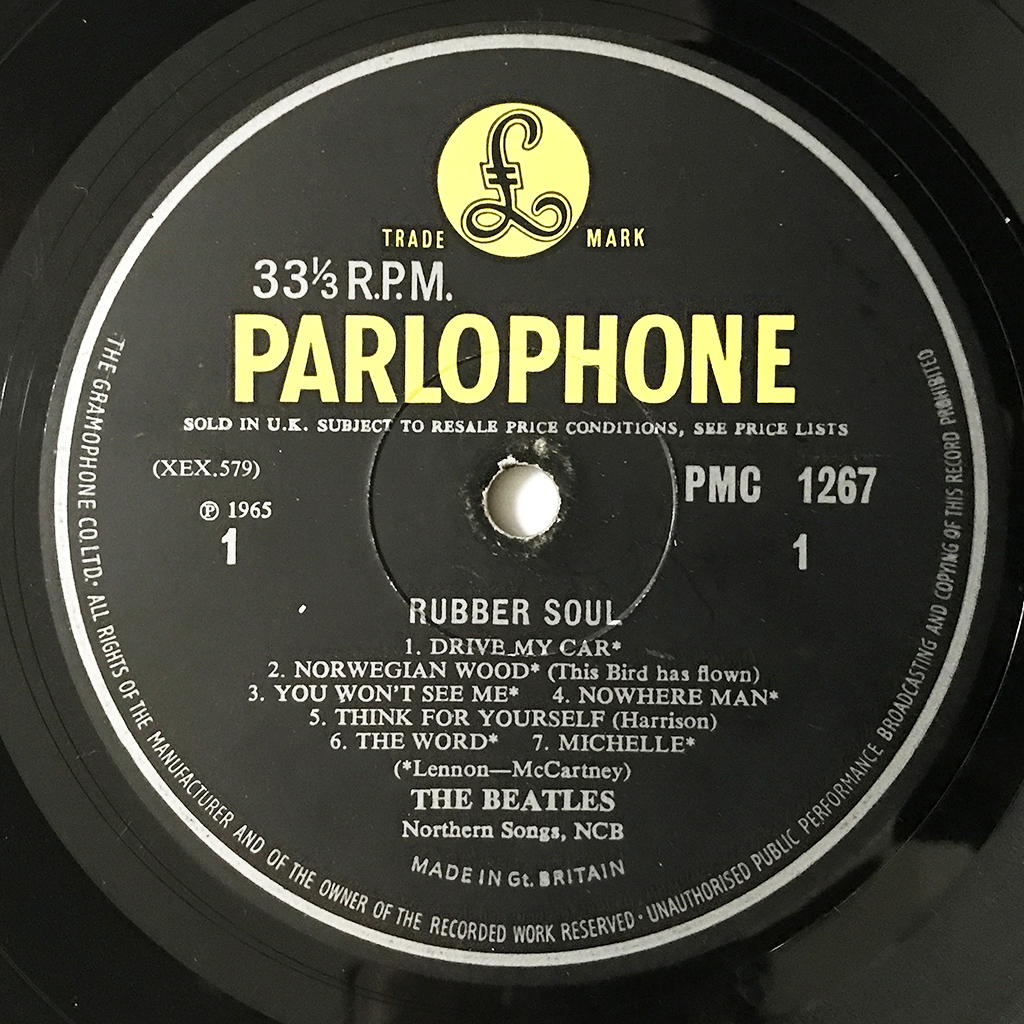 TRADE MARK
33⅓ R.P.M.
PARLOPHONE
SOLD IN U.K. SUBJECT TO RESALE PRICE CONDITIONS, SEE PRICE LISTS
(XEX.579)
PMC 1267
℗ 1965
1
1
RUBBER SOUL
1. DRIVE MY CAR*
2. NORWEGIAN WOOD* (This Bird has flown)
3. YOU WON'T SEE ME* 4. NOWHERE MAN*
5. THINK FOR YOURSELF (Harrison)
6. THE WORD* 7. MICHELLE*
(*Lennon—McCartney)
THE BEATLES
Northern Songs, NCB
MADE IN Gt. BRITAIN
THE GRAMOPHONE CO. LTD. · ALL RIGHTS OF THE MANUFACTURER AND OF THE OWNER OF THE RECORDED WORK RESERVED · UNAUTHORISED PUBLIC PERFORMANCE BROADCASTING AND COPYING OF THIS RECORD PROHIBITED